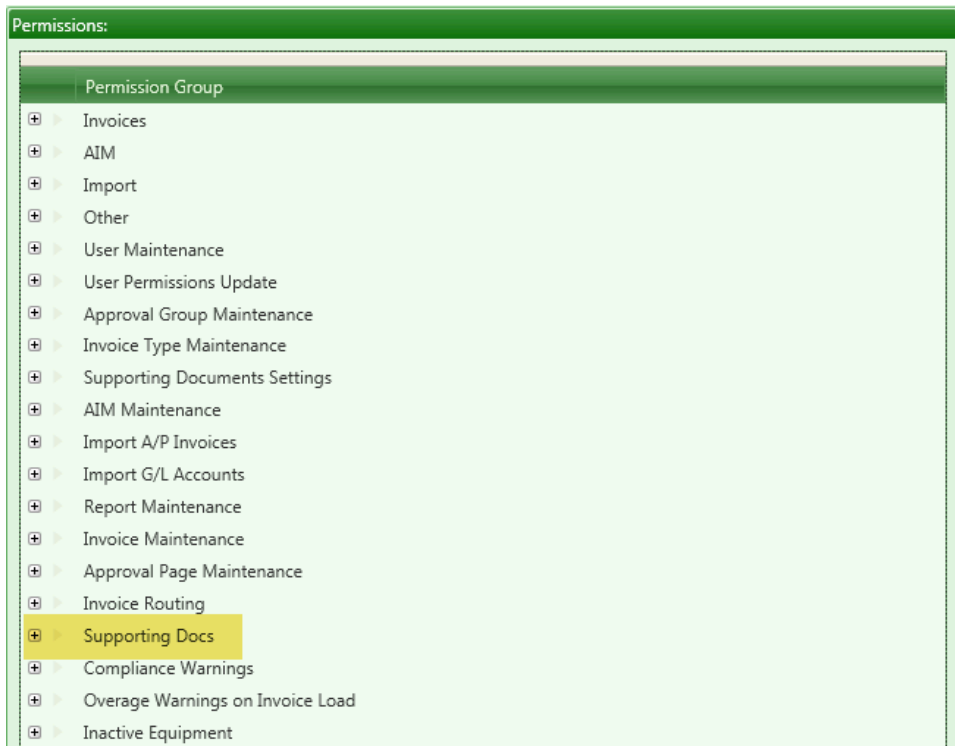 Permissions:
Permission Group
Invoices
AIM
Import
Other
User Maintenance
User Permissions Update
Approval Group Maintenance
Invoice Type Maintenance
Supporting Documents Settings
AIM Maintenance
Import A/P Invoices
Import G/L Accounts
Report Maintenance
Invoice Maintenance
Approval Page Maintenance
Invoice Routing
Supporting Docs
Compliance Warnings
Overage Warnings on Invoice Load
Inactive Equipment